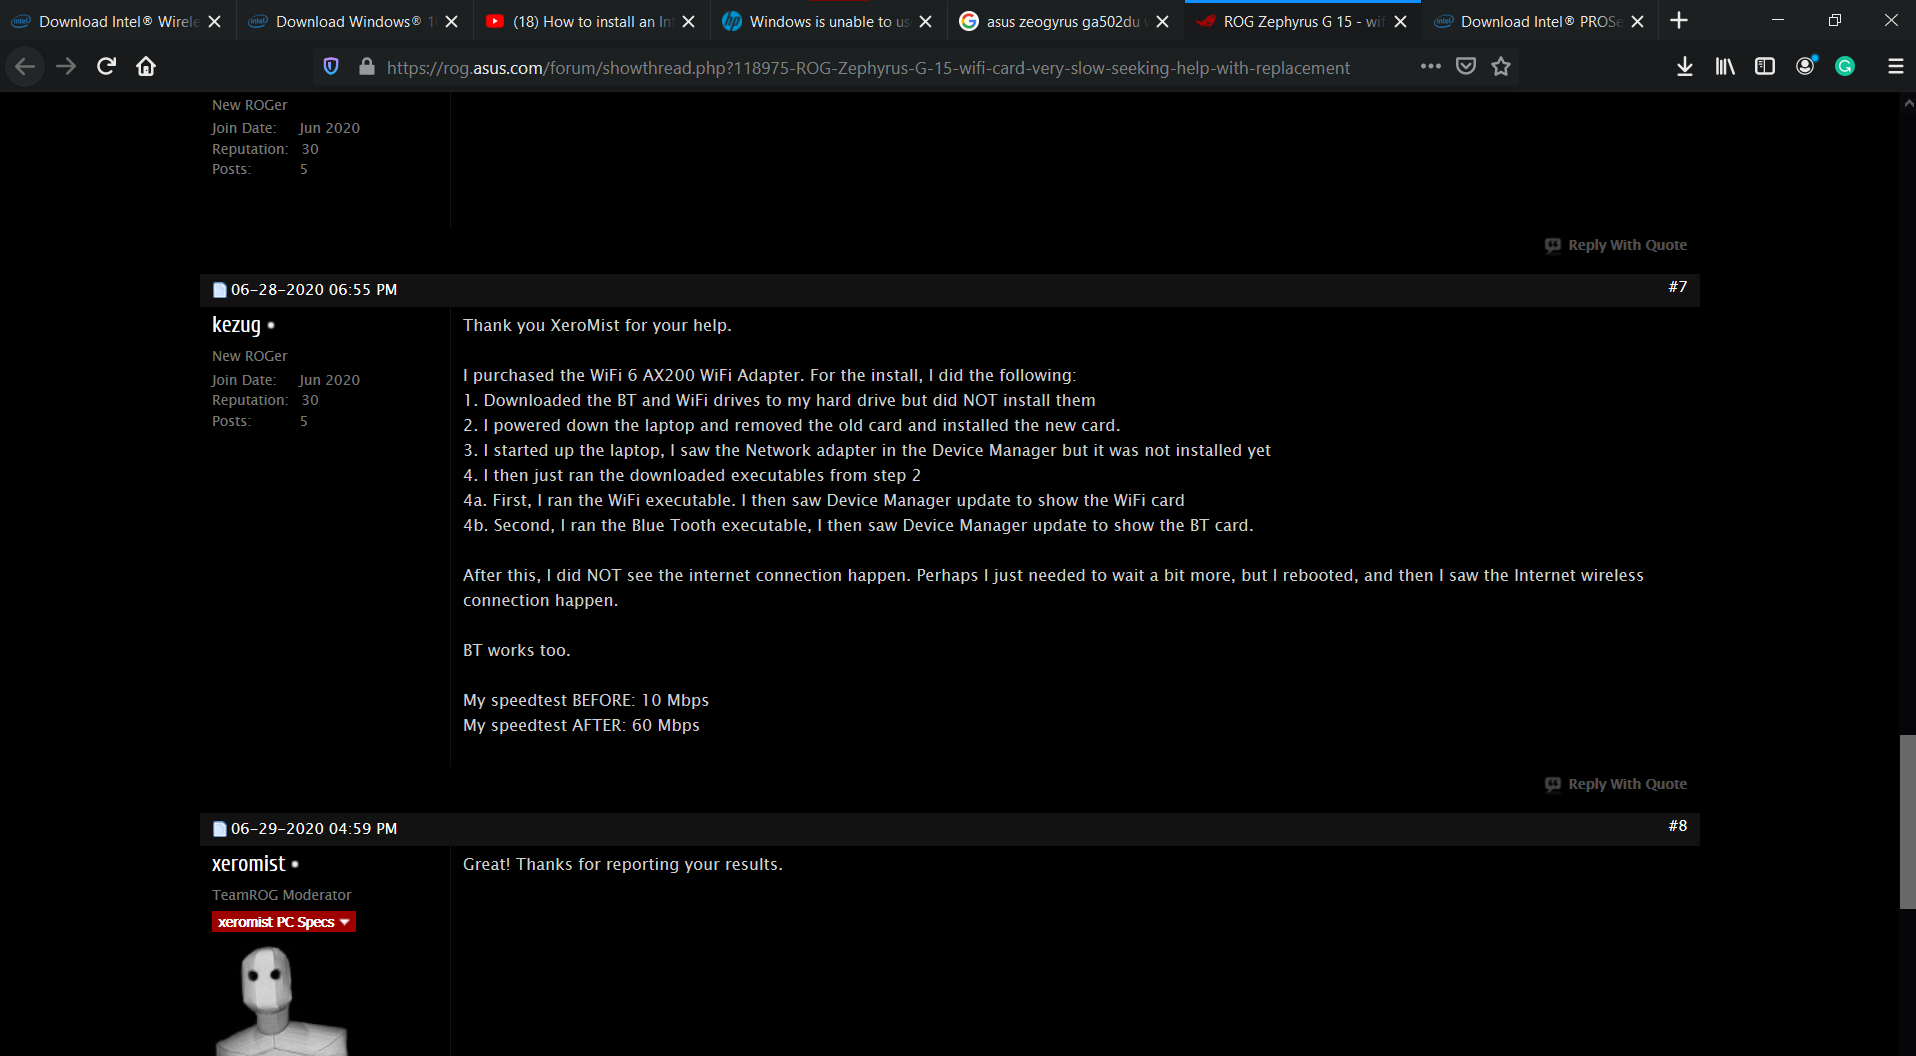 Download Intel® Wirele
Download Windows® 10
(18) How to install an Int
Windows is unable to us
asus zeogyrus ga502du w
ROG Zephyrus G 15 - wif
Download Intel® PROSe
https://rog.asus.com/forum/showthread.php?118975-ROG-Zephyrus-G-15-wifi-card-very-slow-seeking-help-with-replacement
New ROGer
Join Date: Jun 2020
Reputation: 30
Posts: 5
Reply With Quote
06-28-2020 06:55 PM #7
kezug
New ROGer
Join Date: Jun 2020
Reputation: 30
Posts: 5
Thank you XeroMist for your help.
I purchased the WiFi 6 AX200 WiFi Adapter. For the install, I did the following:
1. Downloaded the BT and WiFi drives to my hard drive but did NOT install them
2. I powered down the laptop and removed the old card and installed the new card.
3. I started up the laptop, I saw the Network adapter in the Device Manager but it was not installed yet
4. I then just ran the downloaded executables from step 2
4a. First, I ran the WiFi executable. I then saw Device Manager update to show the WiFi card
4b. Second, I ran the Blue Tooth executable, I then saw Device Manager update to show the BT card.
After this, I did NOT see the internet connection happen. Perhaps I just needed to wait a bit more, but I rebooted, and then I saw the Internet wireless
connection happen.
BT works too.
My speedtest BEFORE: 10 Mbps
My speedtest AFTER: 60 Mbps
Reply With Quote
06-29-2020 04:59 PM #8
xeromist
TeamROG Moderator
xeromist PC Specs
Great! Thanks for reporting your results.